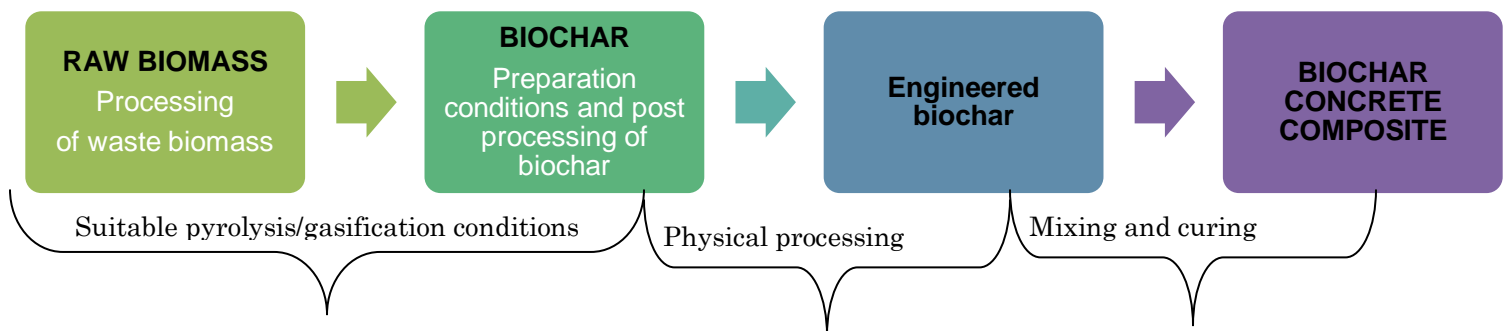 RAW BIOMASS
Processing
of waste biomass
BIOCHAR
Preparation
conditions and post
processing of
biochar
Engineered
biochar
BIOCHAR
CONCRETE
COMPOSITE
Suitable pyrolysis/gasification conditions
Physical processing
Mixing and curing